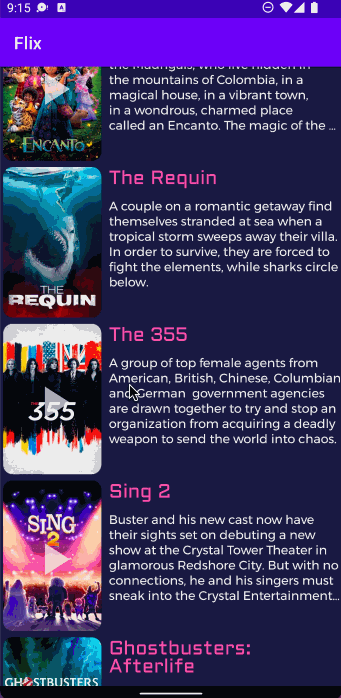 9:15
Flix
the Madrigals, who live hidden in
the mountains of Colombia, in a
magical house, in a vibrant town,
in a wondrous, charmed place
called an Encanto. The magic of the ...
ENCANTO
The Requin
A couple on a romantic getaway find
themselves stranded at sea when a
tropical storm sweeps away their villa.
In order to survive, they are forced to
fight the elements, while sharks circle
below.
THE
REQUIN
The 355
A group of top female agents from
American, British, Chinese, Columbian
and German government agencies
are drawn together to try and stop an
organization from acquiring a deadly
weapon to send the world into chaos.
355
Sing 2
Buster and his new cast now have
their sights set on debuting a new
show at the Crystal Tower Theater in
glamorous Redshore City. But with no
connections, he and his singers must
sneak into the Crystal Entertainment...
SING
2
Ghostbusters:
Afterlife
GHOSTBUSTERS